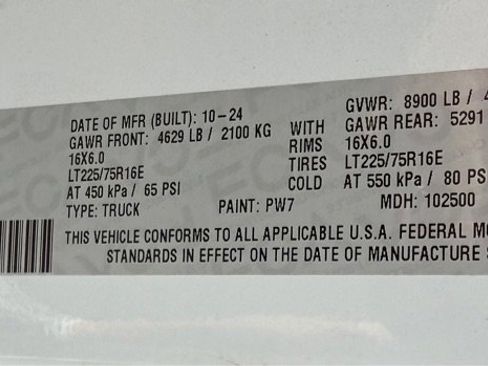 DATE OF MFR (BUILT): 10-24 GVWR: 8900 LB /
GAWR FRONT: 4629 LB / 2100 KG WITH GAWR REAR: 5291
16X6.0 RIMS 16X6.0
LT225/75R16E TIRES LT225/75R16E
AT 450 kPa / 65 PSI COLD AT 550 kPa / 80 PSI
TYPE: TRUCK PAINT: PW7 MDH: 102500
THIS VEHICLE CONFORMS TO ALL APPLICABLE U.S.A. FEDERAL
STANDARDS IN EFFECT ON THE DATE OF MANUFACTURE